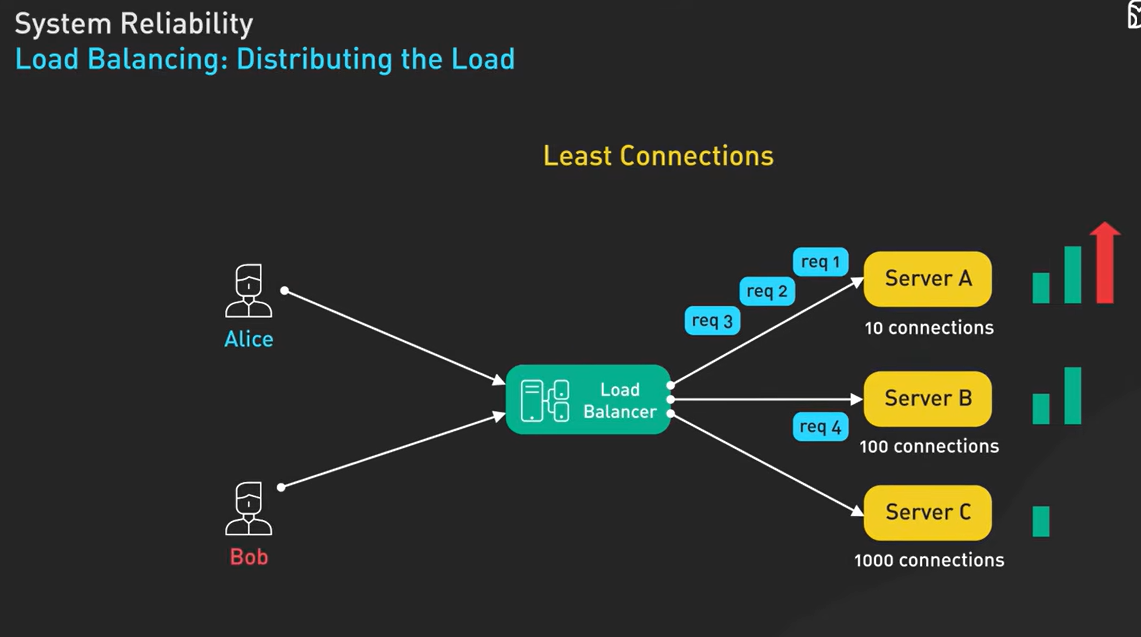 System Reliability
Load Balancing: Distributing the Load
Least Connections
req 1
req 2
req 3
Server A
10 connections
Alice
Load
Balancer
Server B
req 4
100 connections
Server C
1000 connections
Bob